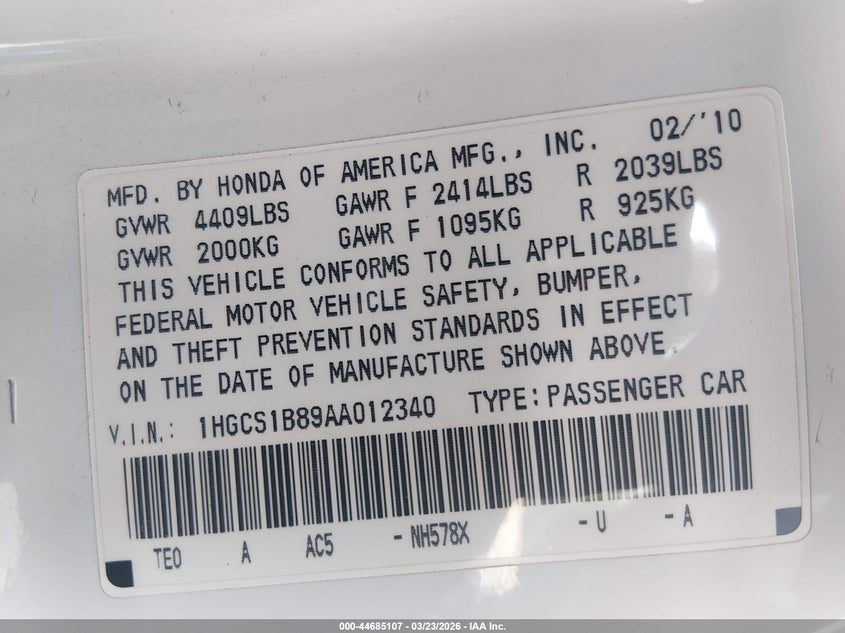 MFD. BY HONDA OF AMERICA MFG., INC. 02/'10
GVWR 4409LBS GAWR F 2414LBS R 2039LBS
GVWR 2000KG GAWR F 1095KG R 925KG
THIS VEHICLE CONFORMS TO ALL APPLICABLE
FEDERAL MOTOR VEHICLE SAFETY, BUMPER,
AND THEFT PREVENTION STANDARDS IN EFFECT
ON THE DATE OF MANUFACTURE SHOWN ABOVE.
V.I.N.: 1HGCS1B89AA012340 TYPE:PASSENGER CAR
TE0 A AC5 -NH578X -U -A
000-44685107 - 03/23/2026 - IAA Inc.